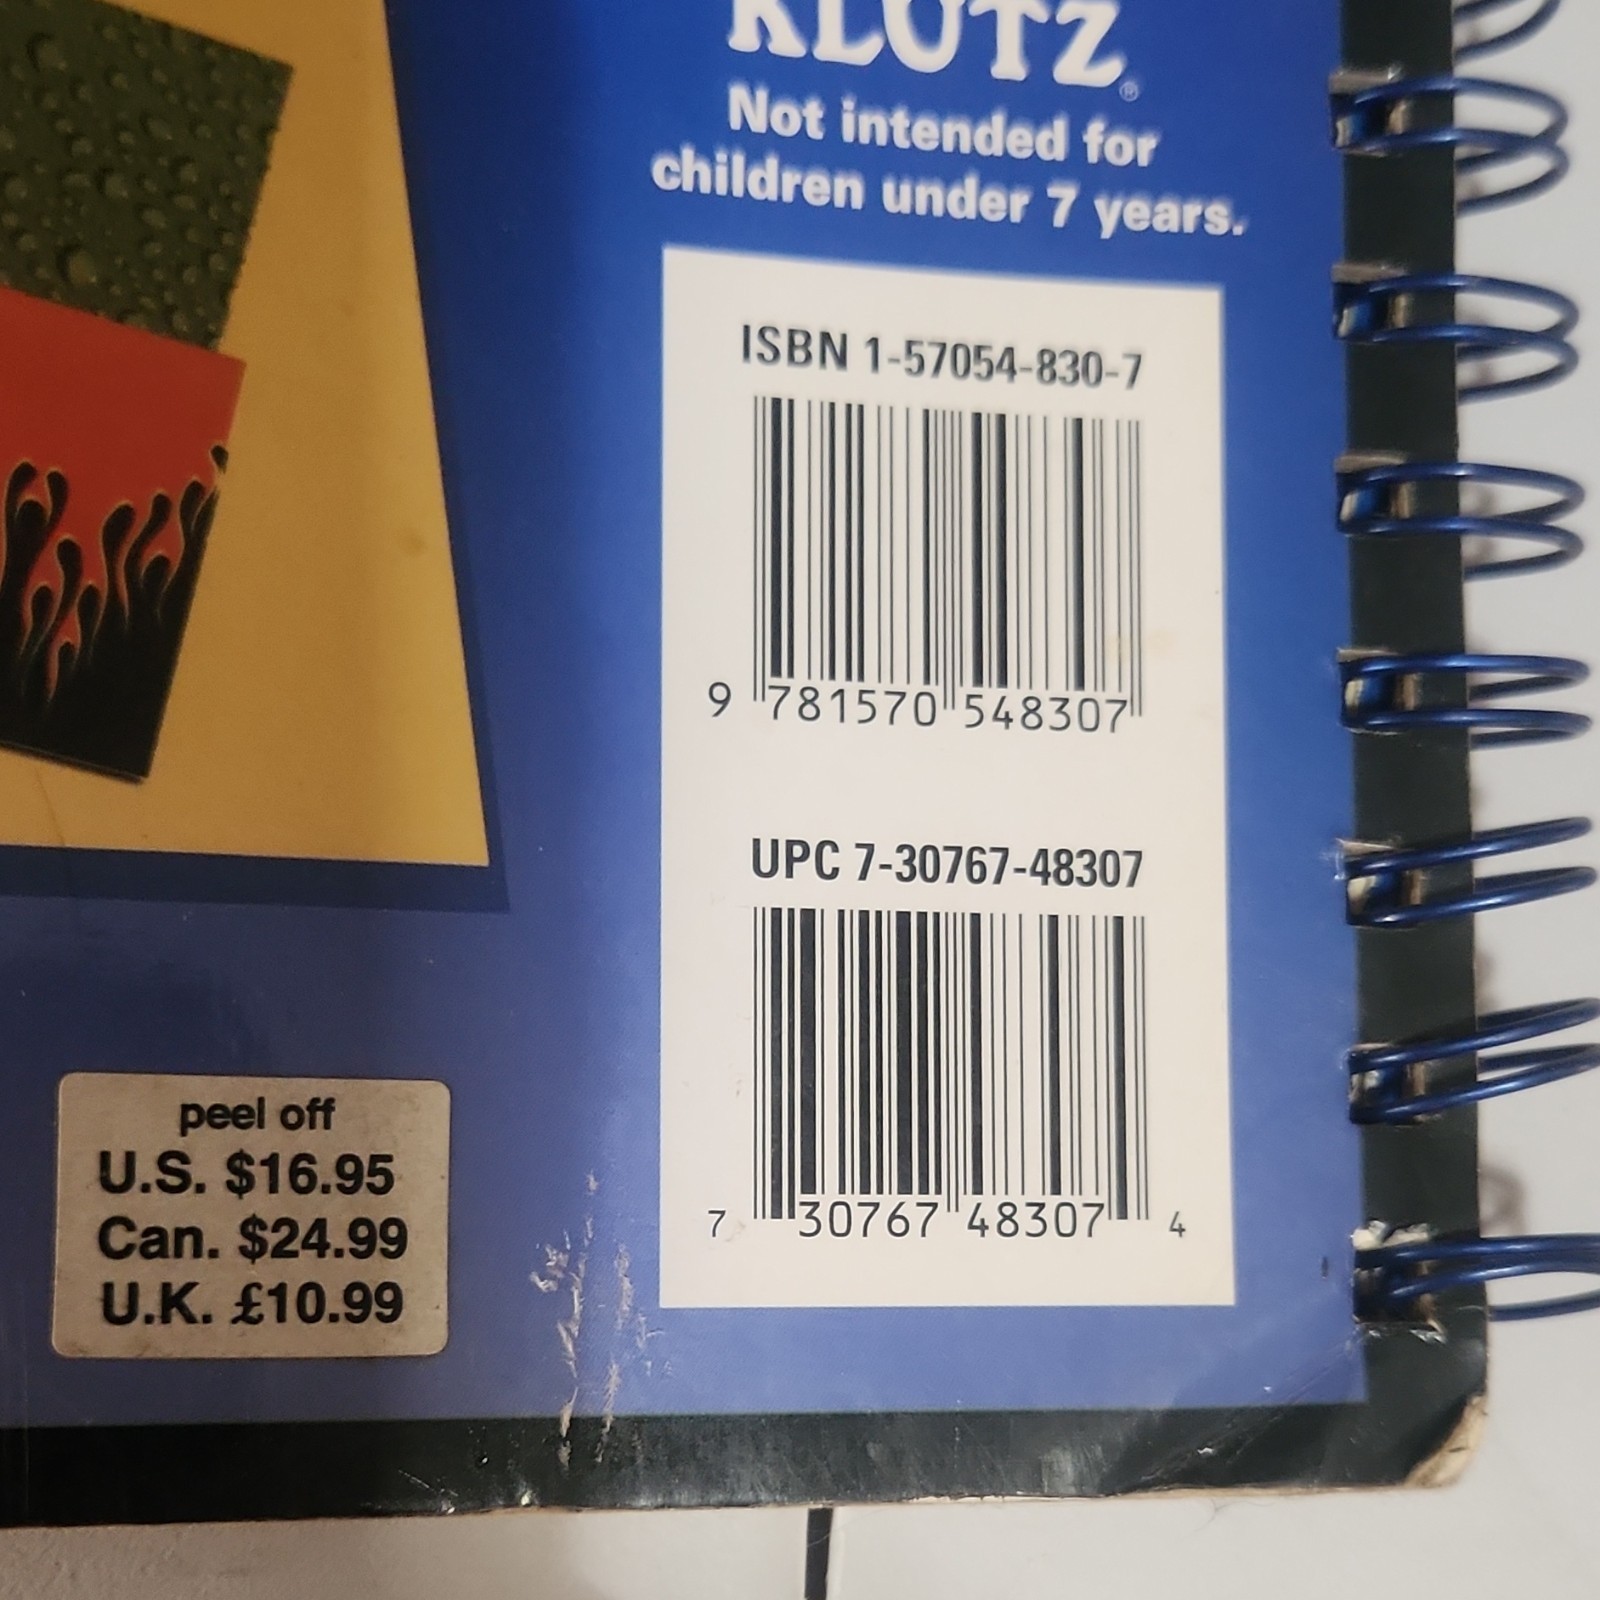 KLUTZ®
Not intended for
children under 7 years.
ISBN 1-57054-830-7
9 781570 548307
UPC 7-30767-48307
7 30767 48307 4
peel off
U.S. $16.95
Can. $24.99
U.K. £10.99